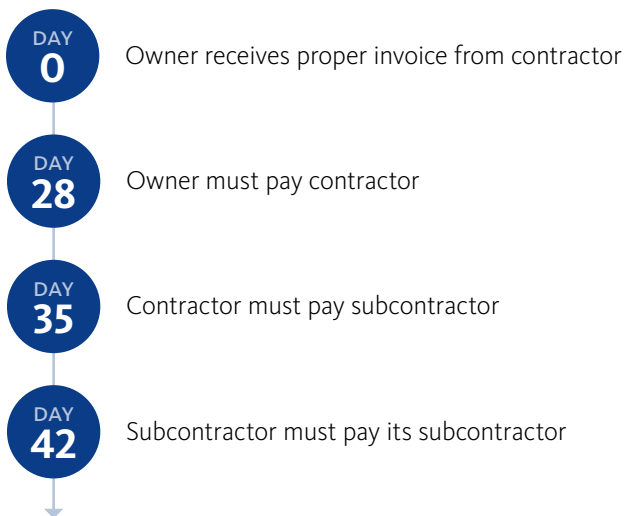 DAY
0
Owner receives proper invoice from contractor
DAY
28
Owner must pay contractor
DAY
35
Contractor must pay subcontractor
DAY
42
Subcontractor must pay its subcontractor